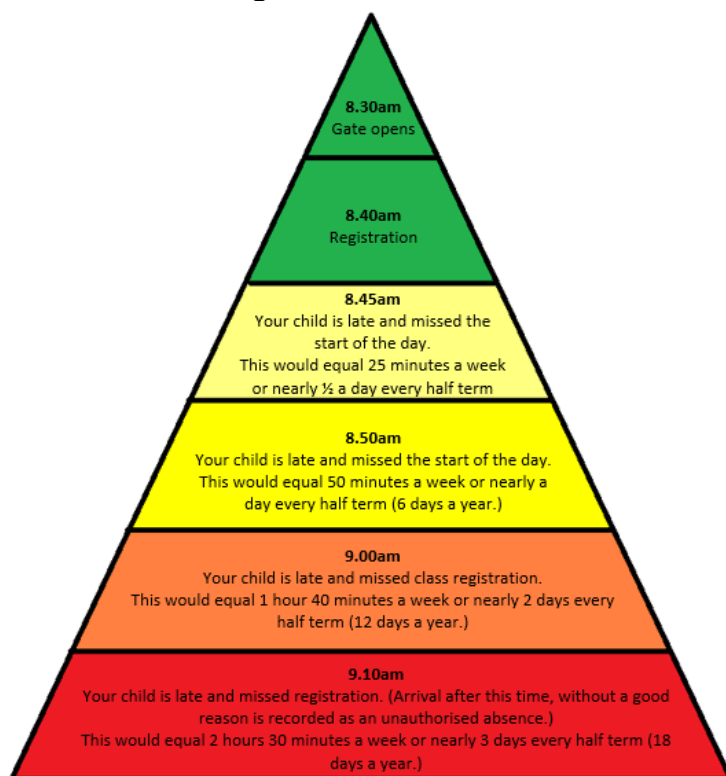 8.30am
Gate opens
8.40am
Registration
8.45am
Your child is late and missed the
start of the day.
This would equal 25 minutes a week
or nearly ½ a day every half term
8.50am
Your child is late and missed the start of the day.
This would equal 50 minutes a week or nearly a
day every half term (6 days a year.)
9.00am
Your child is late and missed class registration.
This would equal 1 hour 40 minutes a week or nearly 2 days every
half term (12 days a year.)
9.10am
Your child is late and missed registration. (Arrival after this time, without a good
reason is recorded as an unauthorised absence.)
This would equal 2 hours 30 minutes a week or nearly 3 days every half term (18
days a year.)